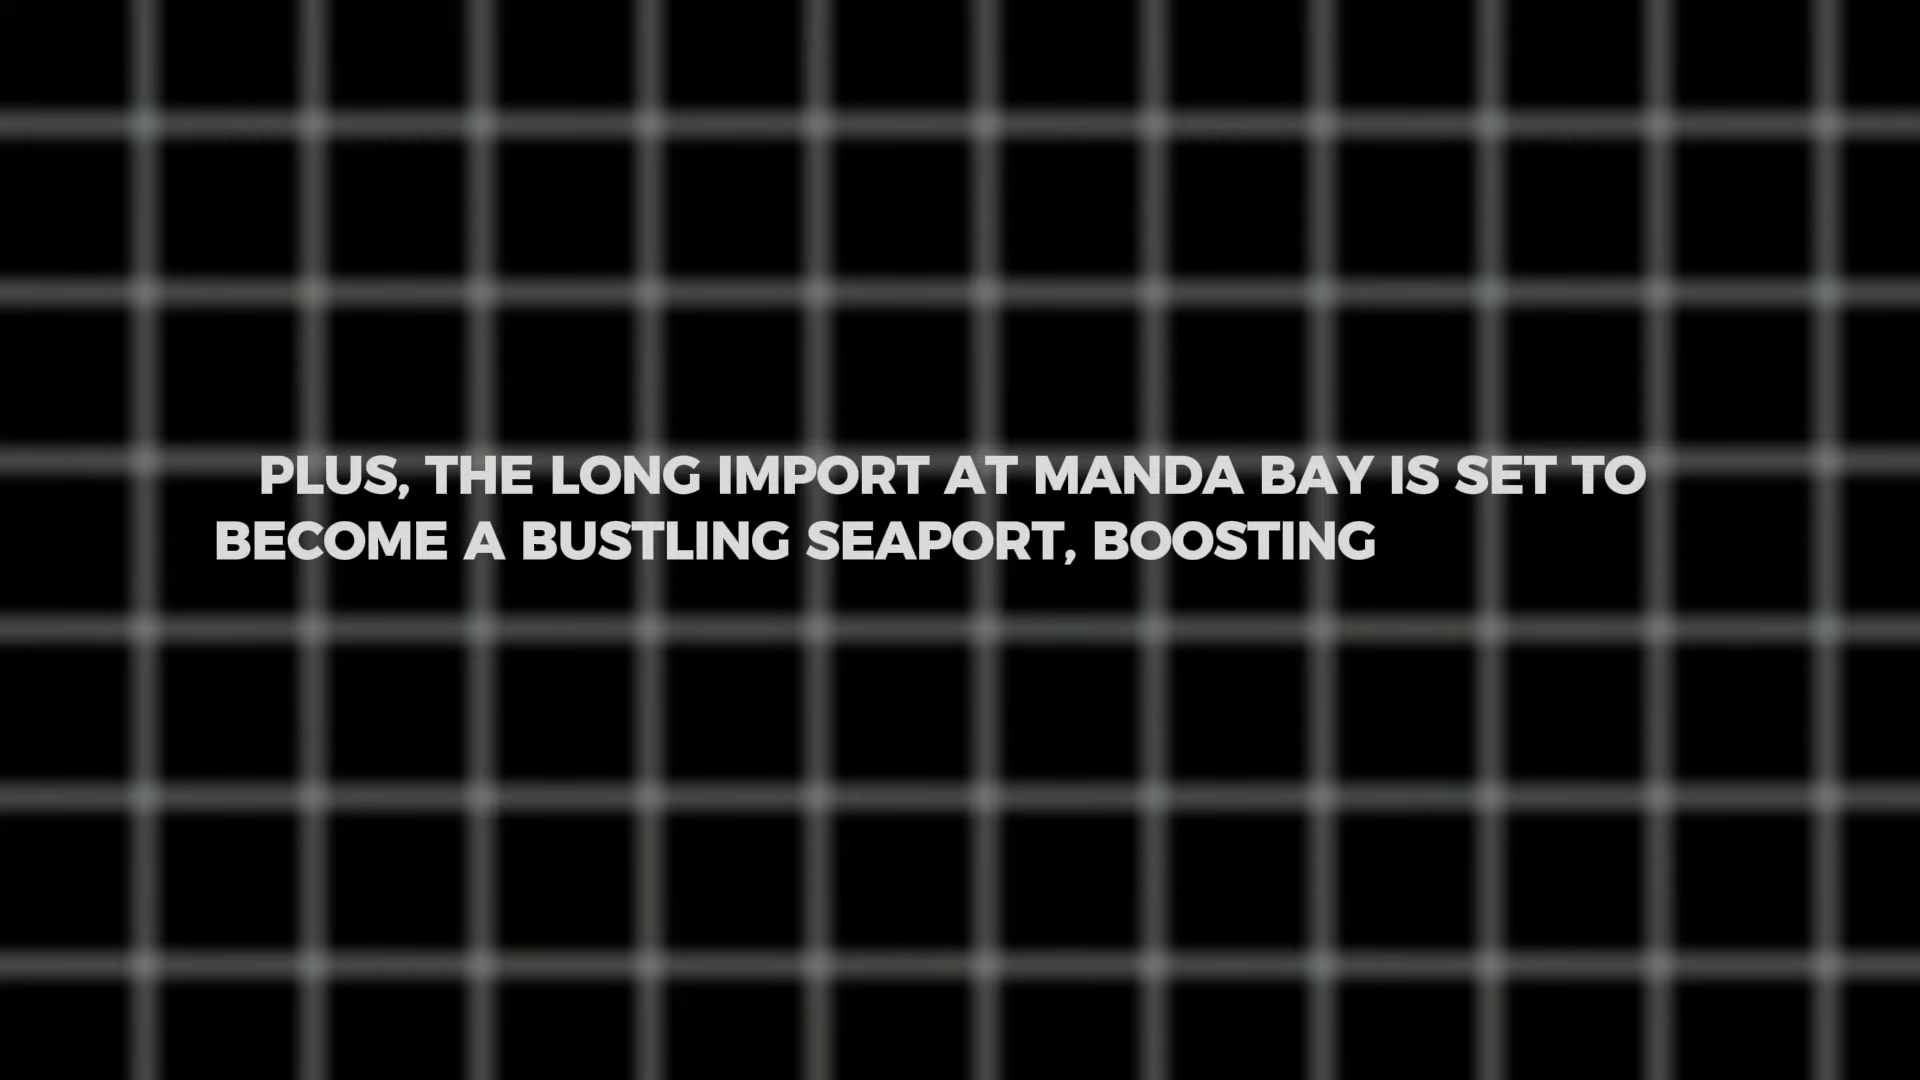 PLUS, THE LONG IMPORT AT MANDA BAY IS SET TO
BECOME A BUSTLING SEAPORT, BOOSTING